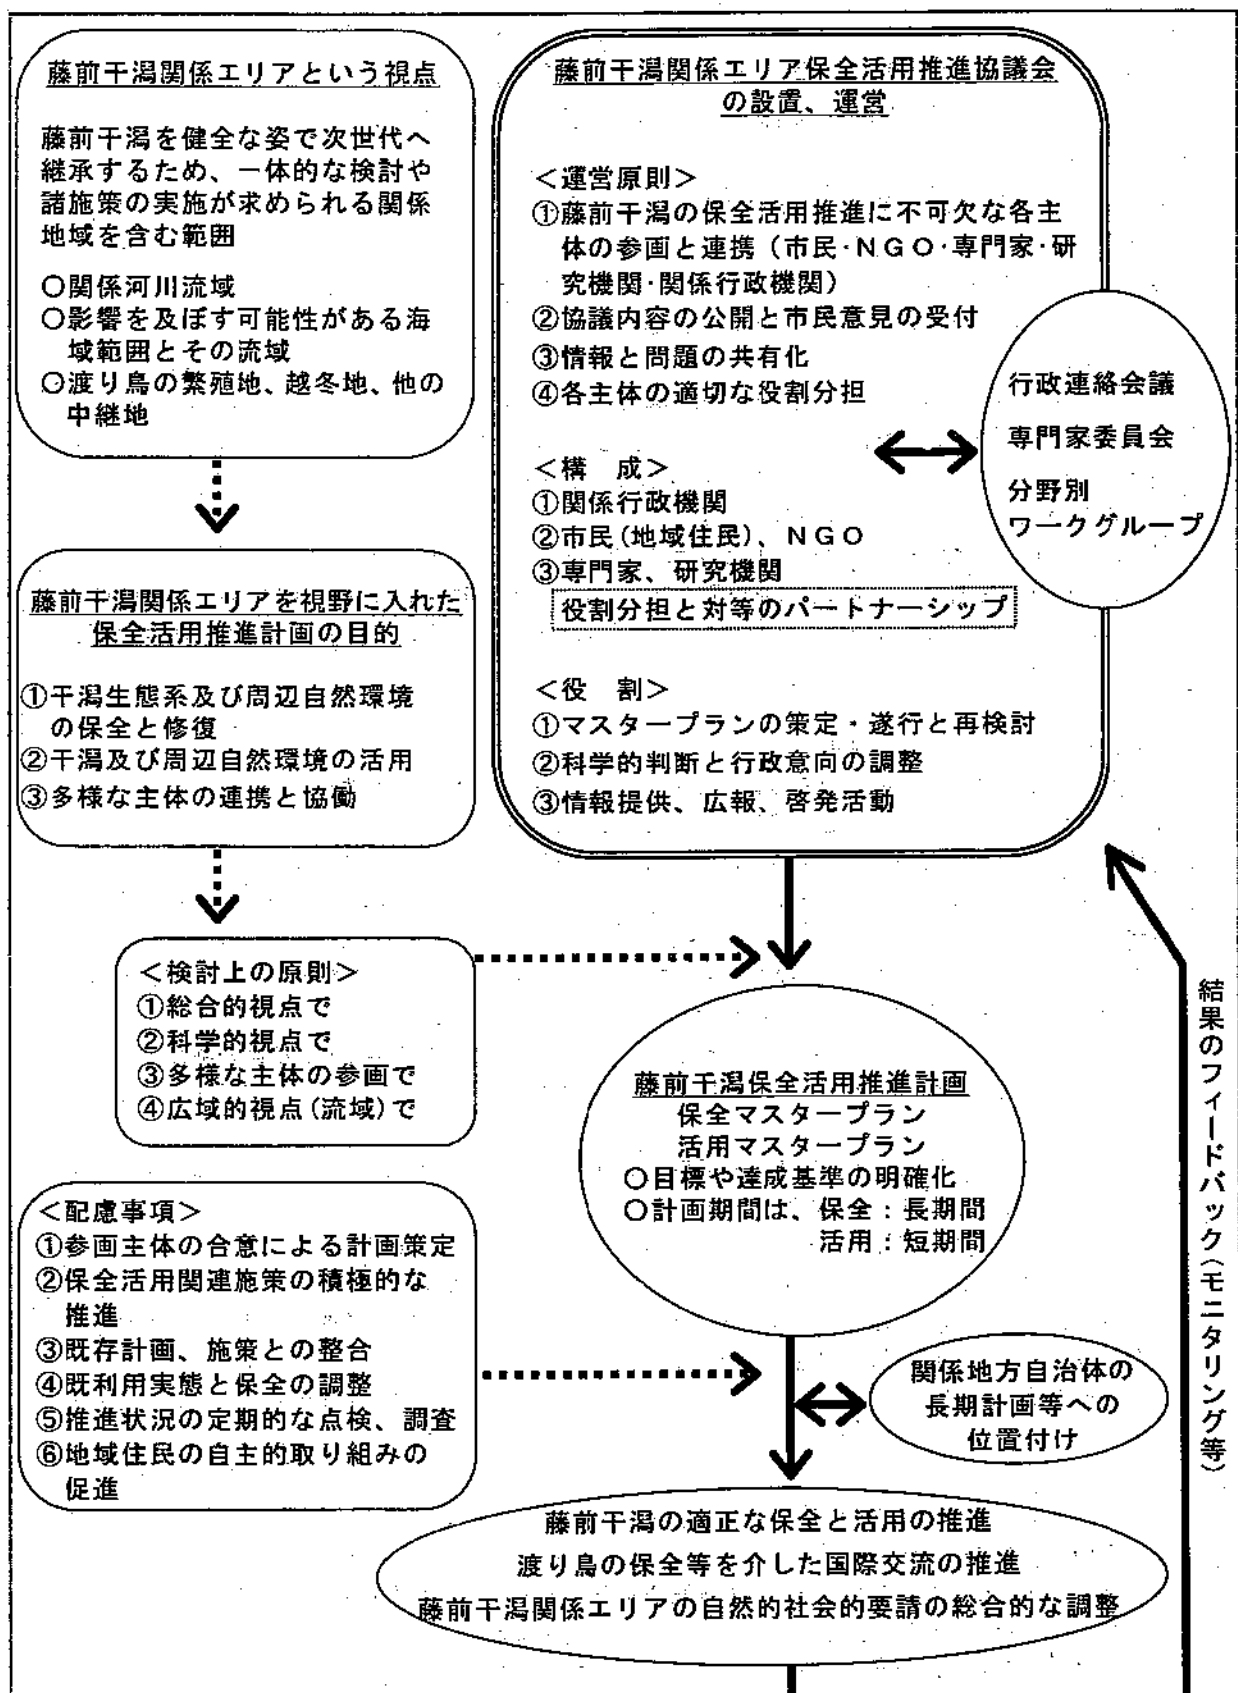 藤前干潟関係エリアという視点
藤前干潟を健全な姿で次世代へ
継承するため、一体的な検討や
諸施策の実施が求められる関係
地域を含む範囲
○関係河川流域
○影響を及ぼす可能性がある海
域範囲とその流域
○渡り鳥の繁殖地、越冬地、他の
中継地
藤前干潟関係エリアを視野に入れた
保全活用推進計画の目的
①干潟生態系及び周辺自然環境
の保全と修復
②干潟及び周辺自然環境の活用
③多様な主体の連携と協働
＜検討上の原則＞
①総合的視点で
②科学的視点で
③多様な主体の参画で
④広域的視点(流域)で
＜配慮事項＞
①参画主体の合意による計画策定
②保全活用関連施策の積極的な
推進
③既存計画、施策との整合
④既利用実態と保全の調整
⑤推進状況の定期的な点検、調査
⑥地域住民の自主的取り組みの
促進
藤前干潟関係エリア保全活用推進協議会
の設置、運営
＜運営原則＞
①藤前干潟の保全活用推進に不可欠な各主
体の参画と連携（市民・ＮＧＯ・専門家・研
究機関・関係行政機関）
②協議内容の公開と市民意見の受付
③情報と問題の共有化
④各主体の適切な役割分担
＜構　成＞
①関係行政機関
②市民(地域住民)、ＮＧＯ
③専門家、研究機関
役割分担と対等のパートナーシップ
＜役　割＞
①マスタープランの策定・遂行と再検討
②科学的判断と行政意向の調整
③情報提供、広報、啓発活動
行政連絡会議
専門家委員会
分野別
ワークグループ
藤前干潟保全活用推進計画
保全マスタープラン
活用マスタープラン
○目標や達成基準の明確化
○計画期間は、保全：長期間
活用：短期間
関係地方自治体の
長期計画等への
位置付け
藤前干潟の適正な保全と活用の推進
渡り鳥の保全等を介した国際交流の推進
藤前干潟関係エリアの自然的社会的要請の総合的な調整
結果のフィードバック(モニタリング等)